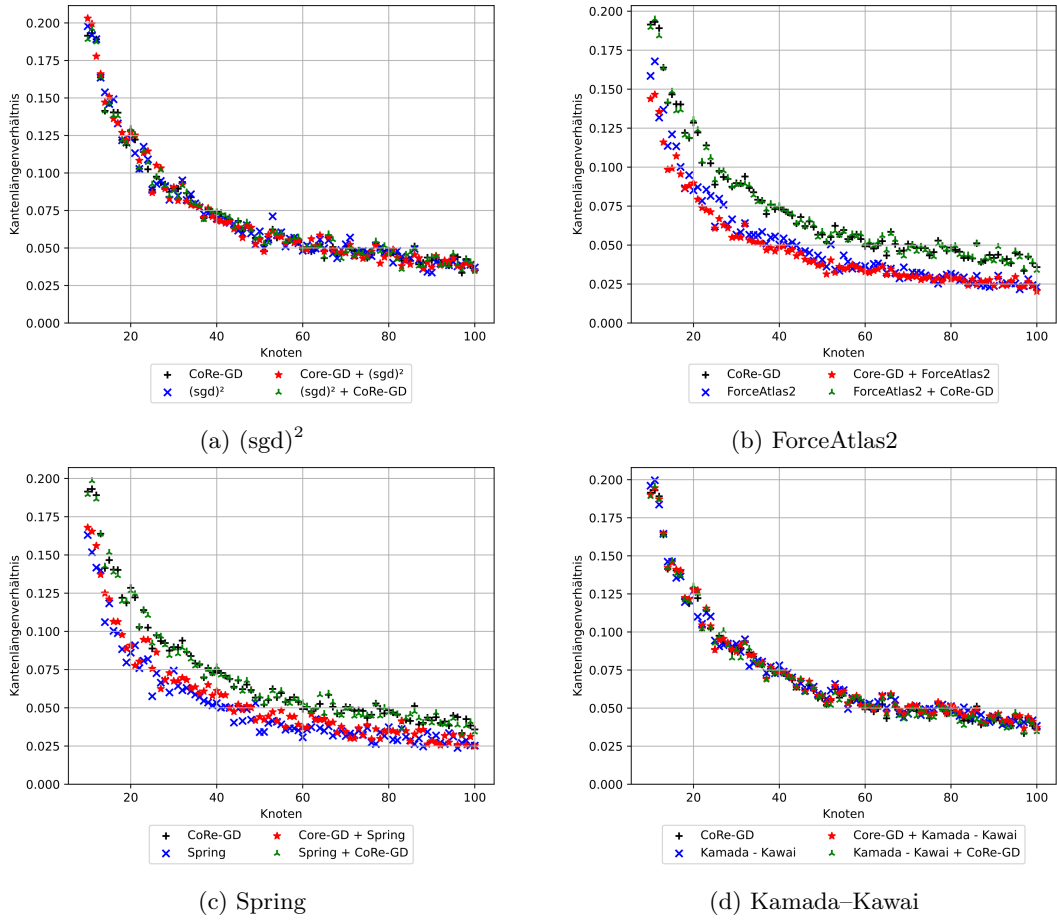 0.200
0.175
0.150
0.125
0.100
0.075
0.050
0.025
0.000
Kantenlängenverhältnis
20 40 60 80 100
Knoten
CoRe-GD Core-GD + (sgd)²
(sgd)² (sgd)² + CoRe-GD
(a) (sgd)²
0.200
0.175
0.150
0.125
0.100
0.075
0.050
0.025
0.000
Kantenlängenverhältnis
20 40 60 80 100
Knoten
CoRe-GD Core-GD + ForceAtlas2
ForceAtlas2 ForceAtlas2 + CoRe-GD
(b) ForceAtlas2
0.200
0.175
0.150
0.125
0.100
0.075
0.050
0.025
0.000
Kantenlängenverhältnis
20 40 60 80 100
Knoten
CoRe-GD Core-GD + Spring
Spring Spring + CoRe-GD
(c) Spring
0.200
0.175
0.150
0.125
0.100
0.075
0.050
0.025
0.000
Kantenlängenverhältnis
20 40 60 80 100
Knoten
CoRe-GD Core-GD + Kamada - Kawai
Kamada - Kawai Kamada - Kawai + CoRe-GD
(d) Kamada–Kawai